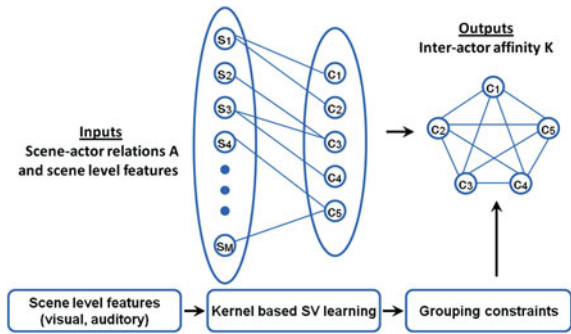 Inputs
Scene-actor relations A
and scene level features
S1
S2
S3
S4
SM
C1
C2
C3
C4
C5
Outputs
Inter-actor affinity K
C1
C2
C5
C3
C4
Scene level features
(visual, auditory)
Kernel based SV learning
Grouping constraints